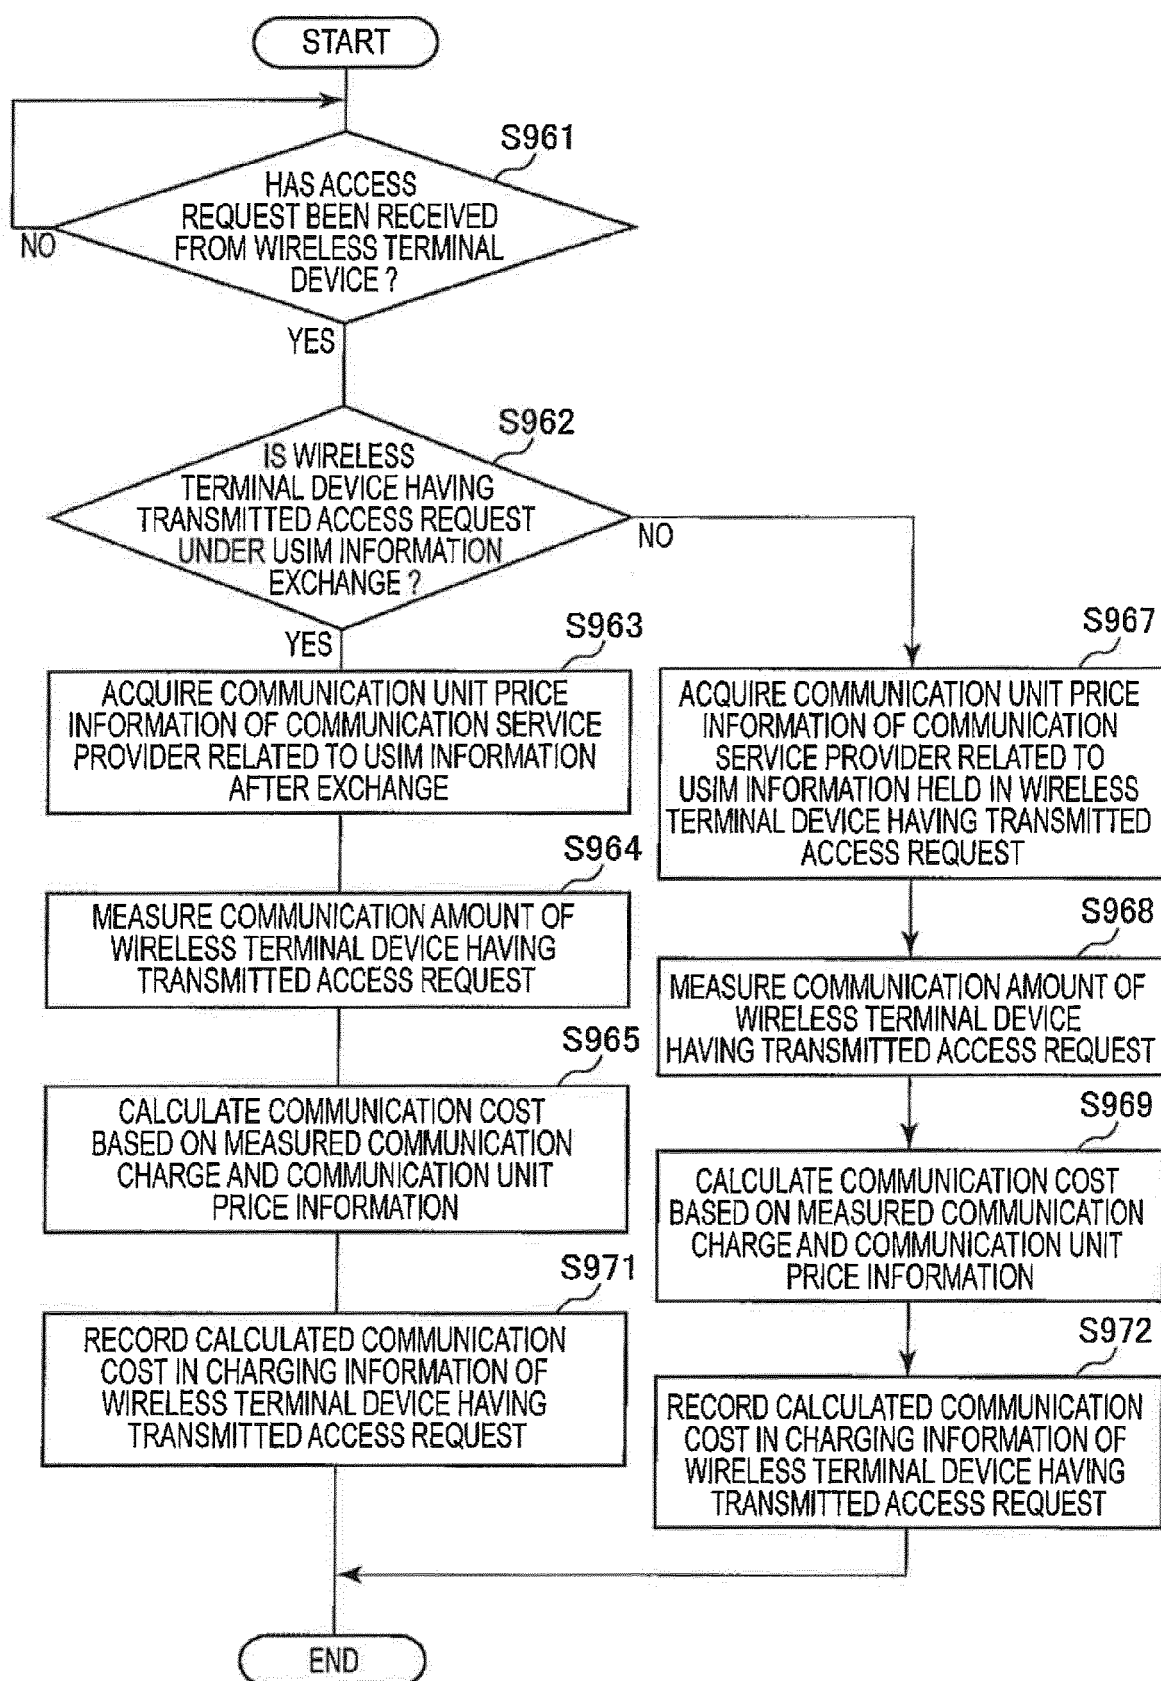 START
S961
HAS ACCESS
REQUEST BEEN RECEIVED
FROM WIRELESS TERMINAL
DEVICE ?
NO
YES
S962
IS WIRELESS
TERMINAL DEVICE HAVING
TRANSMITTED ACCESS REQUEST
UNDER USIM INFORMATION
EXCHANGE ?
NO
YES
S963
ACQUIRE COMMUNICATION UNIT PRICE
INFORMATION OF COMMUNICATION SERVICE
PROVIDER RELATED TO USIM INFORMATION
AFTER EXCHANGE
S964
MEASURE COMMUNICATION AMOUNT OF
WIRELESS TERMINAL DEVICE HAVING
TRANSMITTED ACCESS REQUEST
S965
CALCULATE COMMUNICATION COST
BASED ON MEASURED COMMUNICATION
CHARGE AND COMMUNICATION UNIT
PRICE INFORMATION
S971
RECORD CALCULATED COMMUNICATION
COST IN CHARGING INFORMATION OF
WIRELESS TERMINAL DEVICE HAVING
TRANSMITTED ACCESS REQUEST
S967
ACQUIRE COMMUNICATION UNIT PRICE
INFORMATION OF COMMUNICATION
SERVICE PROVIDER RELATED TO
USIM INFORMATION HELD IN WIRELESS
TERMINAL DEVICE HAVING TRANSMITTED
ACCESS REQUEST
S968
MEASURE COMMUNICATION AMOUNT OF
WIRELESS TERMINAL DEVICE
HAVING TRANSMITTED ACCESS REQUEST
S969
CALCULATE COMMUNICATION COST
BASED ON MEASURED COMMUNICATION
CHARGE AND COMMUNICATION UNIT
PRICE INFORMATION
S972
RECORD CALCULATED COMMUNICATION
COST IN CHARGING INFORMATION OF
WIRELESS TERMINAL DEVICE HAVING
TRANSMITTED ACCESS REQUEST
END